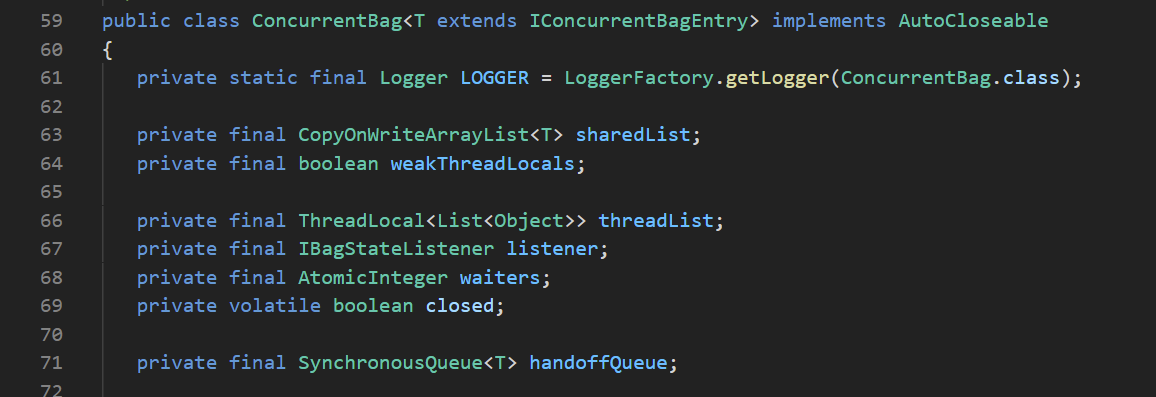 59 public class ConcurrentBag<T extends IConcurrentBagEntry> implements AutoCloseable
60 {
61    private static final Logger LOGGER = LoggerFactory.getLogger(ConcurrentBag.class);
62
63    private final CopyOnWriteArrayList<T> sharedList;
64    private final boolean weakThreadLocals;
65
66    private final ThreadLocal<List<Object>> threadList;
67    private final IBagStateListener listener;
68    private final AtomicInteger waiters;
69    private volatile boolean closed;
70
71    private final SynchronousQueue<T> handoffQueue;
72